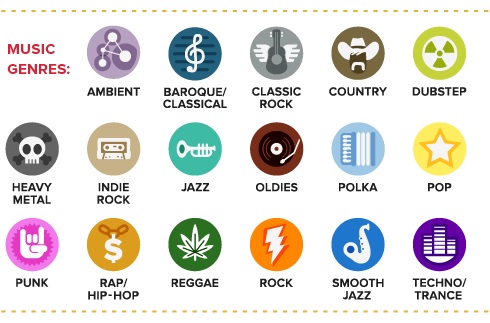 MUSIC
GENRES:
AMBIENT
BAROQUE/
CLASSICAL
CLASSIC
ROCK
COUNTRY
DUBSTEP
HEAVY
METAL
INDIE
ROCK
JAZZ
OLDIES
POLKA
POP
PUNK
RAP/
HIP-HOP
REGGAE
ROCK
SMOOTH
JAZZ
TECHNO/
TRANCE